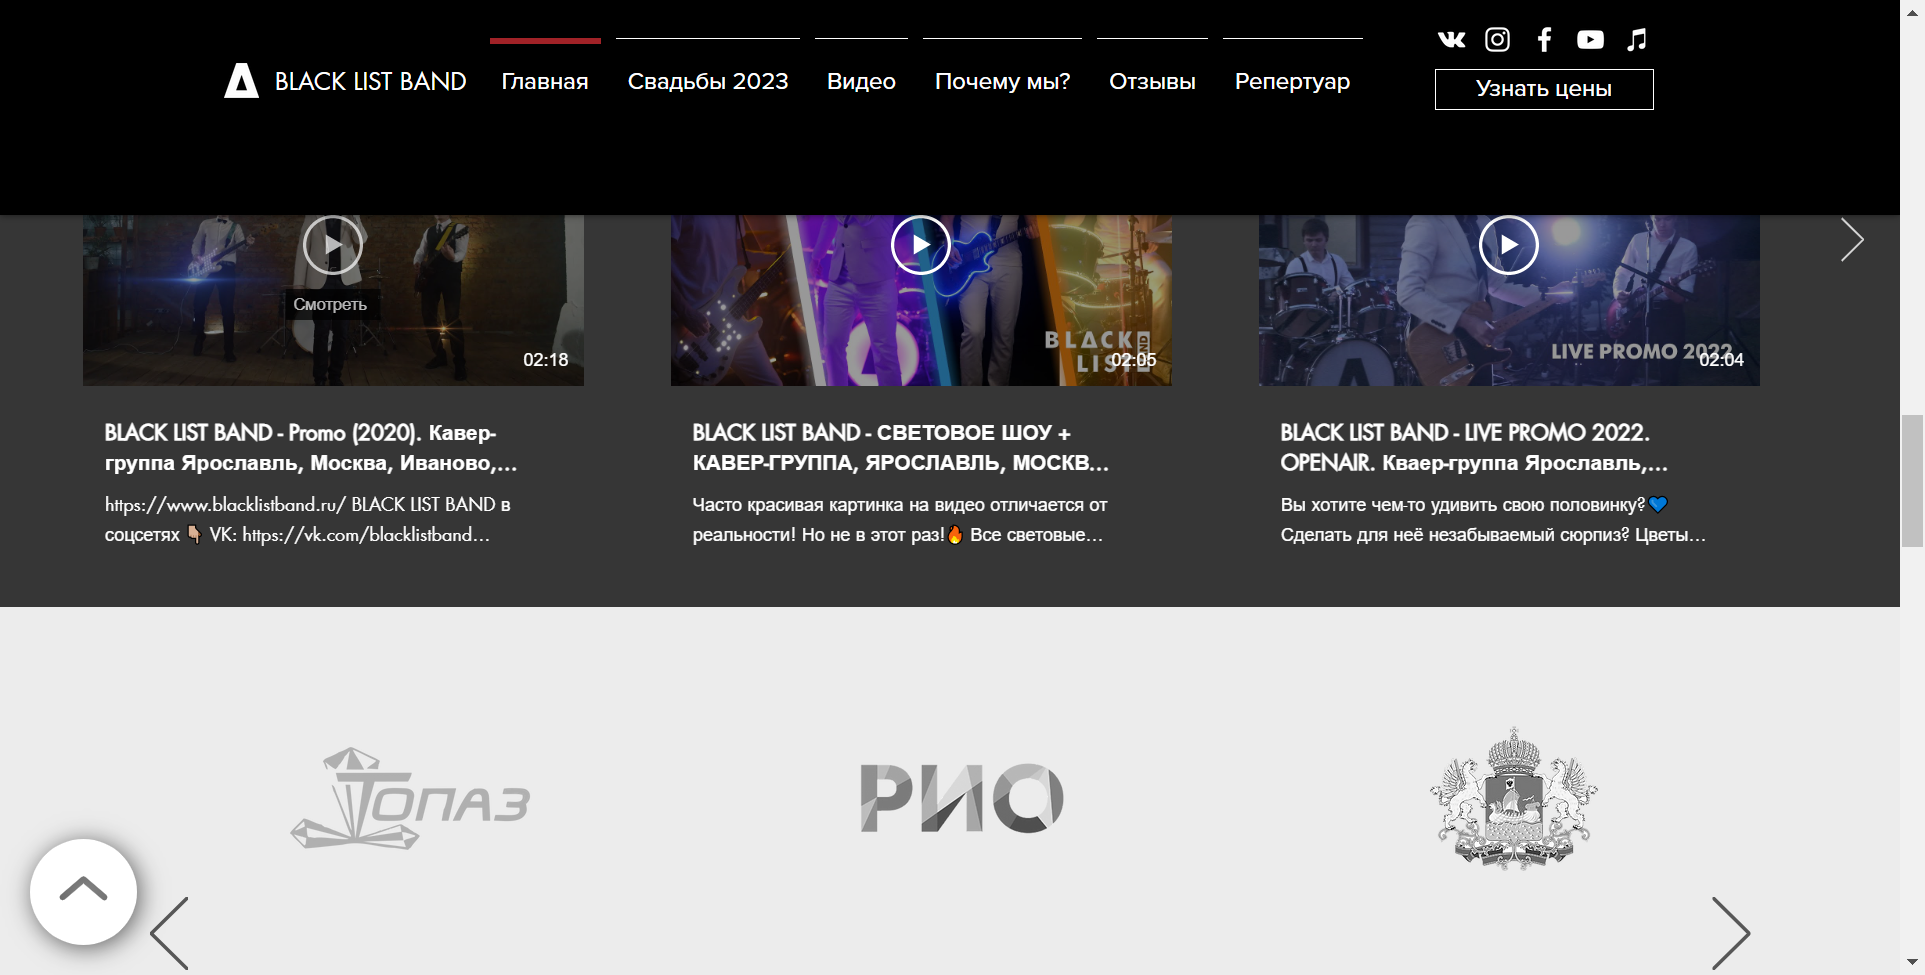 BLACK LIST BAND
Главная
Свадьбы 2023
Видео
Почему мы?
Отзывы
Репертуар
Узнать цены
Смотреть
02:18
BLACK LIST BAND
02:05
LIVE PROMO 2022
02:04
BLACK LIST BAND - Promo (2020). Кавер-
группа Ярославль, Москва, Иваново,...
https://www.blacklistband.ru/ BLACK LIST BAND в
соцсетях 👇🏼 VK: https://vk.com/blacklistband...
BLACK LIST BAND - СВЕТОВОЕ ШОУ +
КАВЕР-ГРУППА, ЯРОСЛАВЛЬ, МОСКВ...
Часто красивая картинка на видео отличается от
реальности! Но не в этот раз!🔥 Все световые...
BLACK LIST BAND - LIVE PROMO 2022.
OPENAIR. Кваер-группа Ярославль,...
Вы хотите чем-то удивить свою половинку?💙
Сделать для неё незабываемый сюрприз? Цветы...
ТОПАЗ
РИО